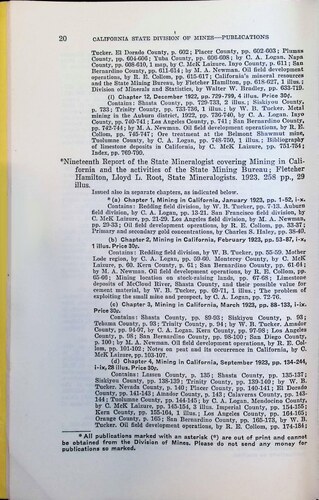 20 CALIFORNIA STATE DIVISION OF MINES—PUBLICATIONS
Tucker. El Dorado County, p. 602; Placer County, pp. 602-603; Plumas
County, pp. 604-606; Yuba County, pp. 606-608; by C. A. Logan. Napa
County, pp. 608-610, 1 map, by C. McK Laizure. Inyo County, p. 611; San
Bernardino County, pp. 611-614; by M. A. Newman. Oil field development
operations, by R. E. Collom, pp. 615-617; California's mineral resources
and the State Mining Bureau, by Fletcher Hamilton, pp. 618-627, 1 illus.;
Division of Minerals and Statistics, by Walter W. Bradley, pp. 633-719.
(l) Chapter 12, December 1922, pp. 729-799, 4 illus. Price 30¢.
Contains: Shasta County, pp. 729-733, 2 illus.; Siskiyou County,
p. 733; Trinity County, pp. 733-736, 1 illus.; by W. B. Tucker. Metal
mining in the Auburn district, 1922, pp. 736-740, by C. A. Logan. Inyo
County, pp. 740-741; Los Angeles County, p. 741; San Bernardino County,
pp. 742-744; by M. A. Newman. Oil field development operations, by R. E.
Collom, pp. 745-747; Ore treatment at the Belmont Shawmut mine,
Tuolumne County, by C. A. Logan, pp. 748-750, 1 illus.; Bibliography
of limestone deposits in California, by C. McK Laizure, pp. 751-754;
Index, pp. 769-799.
*Nineteenth Report of the State Mineralogist covering Mining in Cali-
fornia and the activities of the State Mining Bureau; Fletcher
Hamilton, Lloyd L. Root, State Mineralogists. 1923. 258 pp., 29
illus.
Issued also in separate chapters, as indicated below.
*(a) Chapter 1, Mining in California, January 1923, pp. 1-52, i-x.
Contains: Redding field division, by W. B. Tucker, pp. 7-13. Auburn
field division, by C. A. Logan, pp. 13-21. San Francisco field division, by
C. McK Laizure, pp. 21-29. Los Angeles field division, by M. A. Newman,
pp. 29-33; Oil field development operations, by R. E. Collom, pp. 33-37;
Primary and secondary gold concentrations, by Charles S. Haley, pp. 38-40.
(b) Chapter 2, Mining in California, February 1923, pp. 53-87, i-x,
1 illus. Price 30¢.
Contains: Redding field division, by W. B. Tucker, pp. 55-59. Mother
Lode region, by C. A. Logan, pp. 59-60. Monterey County, by C. McK
Laizure, p. 60. Kern County, p. 61; San Bernardino County, pp. 61-64;
by M. A. Newman. Oil field development operations, by R. E. Collom, pp.
65-66; Mining location on stock-raising lands, pp. 67-68; Limestone
deposits of McCloud River, Shasta County, and their possible value for
cement material, by W. B. Tucker, pp. 69-71, 1 illus.; The problem of
exploiting the small mine and prospect, by C. A. Logan, pp. 72-76.
(c) Chapter 3, Mining in California, March 1923, pp. 88-133, i-ix.
Price 30¢.
Contains: Shasta County, pp. 89-93; Siskiyou County, p. 93;
Tehama County, p. 93; Trinity County, p. 94; by W. B. Tucker. Amador
County, pp. 94-97, by C. A. Logan. Kern County, pp. 97-98; Los Angeles
County, p. 98; San Bernardino County, pp. 98-100; San Diego County,
p. 100; by M. A. Newman. Oil field development operations, by R. E. Col-
lom, pp. 101-102; Notes on peat and its occurrence in California, by C.
McK Laizure, pp. 103-107.
(d) Chapter 4, Mining in California, September 1923, pp. 134-244,
i-ix, 28 illus. Price 30¢.
Contains: Lassen County, p. 135; Shasta County, pp. 135-137;
Siskiyou County, pp. 138-139; Trinity County, pp. 139-140; by W. B.
Tucker. Nevada County, p. 140; Placer County, pp. 140-141; El Dorado
County, pp. 141-143; Amador County, p. 143; Calaveras County, pp. 143-
144; Tuolumne County, pp. 144-145; by C. A. Logan. Mendocino County,
by C. McK Laizure, pp. 145-154, 3 illus. Imperial County, pp. 154-155;
Kern County, pp. 155-164, 1 illus.; Los Angeles County, pp. 164-165;
Orange County, p. 165; San Bernardino County, pp. 165-173, by W. B.
Tucker. Oil field development operations, by R. E. Collom, pp. 174-184;
* All publications marked with an asterisk (*) are out of print and cannot
be obtained from the Division of Mines. Please do not send any money for
publications so marked.